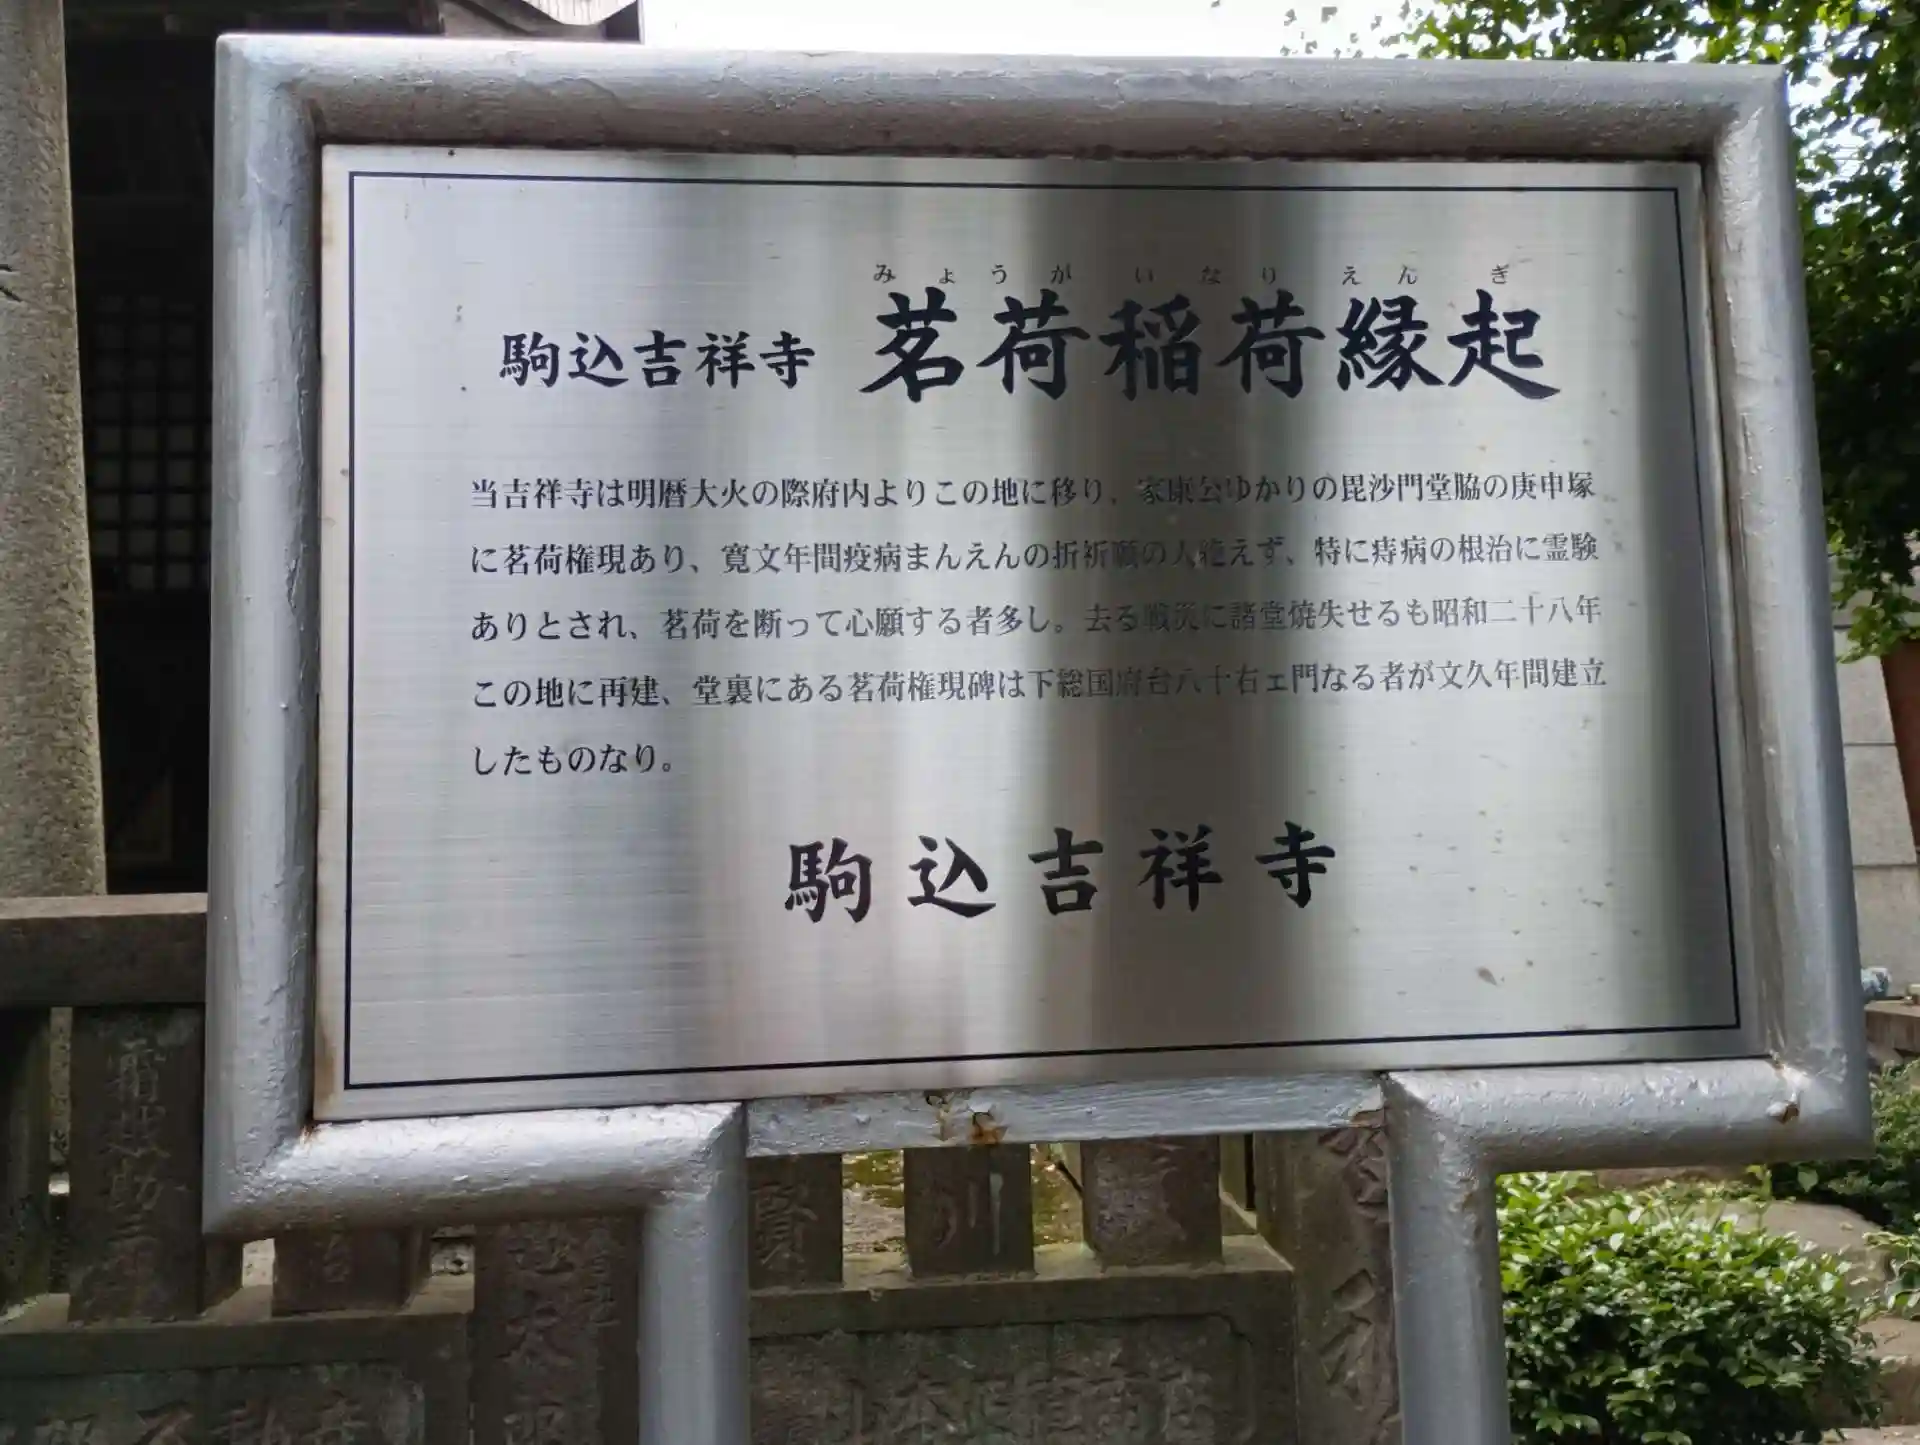 みょうがいなりえんぎ
駒込吉祥寺 茗荷稲荷縁起
当吉祥寺は明暦大火の際府内よりこの地に移り、家康公ゆかりの毘沙門堂脇の庚申塚
に茗荷権現あり、寛文年間疫病まんえんの折祈願の人絶えず、特に痔病の根治に霊験
ありとされ、茗荷を断って心願する者多し。去る戦災に諸堂焼失せるも昭和二十八年
この地に再建、堂裏にある茗荷権現碑は下総国府台八十右ェ門なる者が文久年間建立
したものなり。
駒込吉祥寺